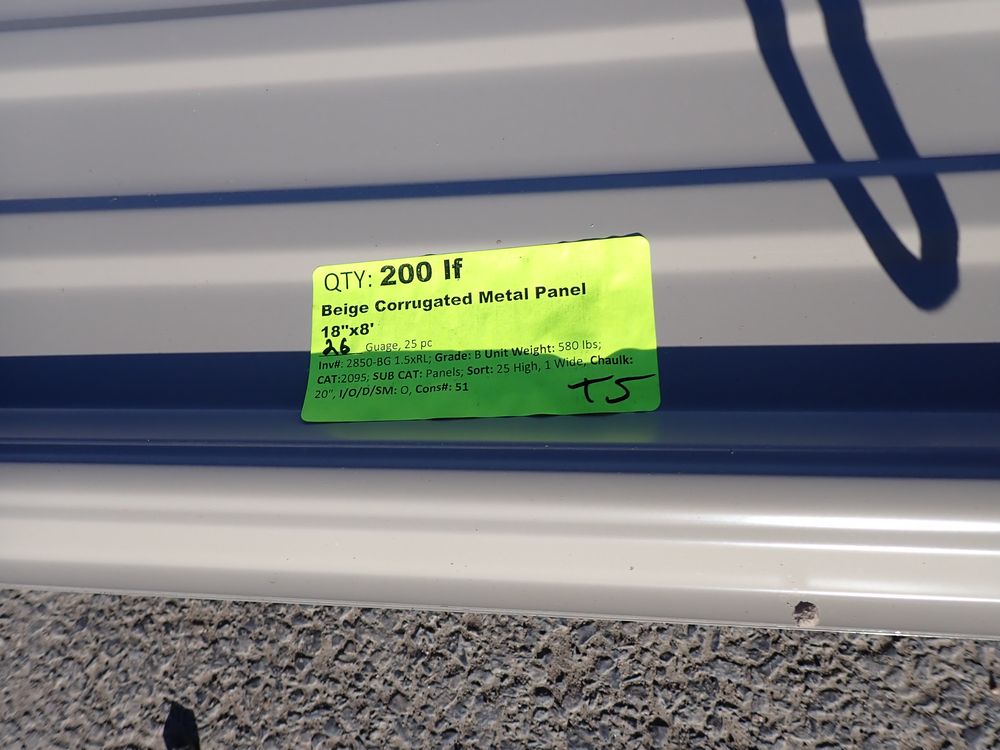 QTY: 200 lf
Beige Corrugated Metal Panel
18"x8'
26 Guage, 25 pc
Inv#: 2850-BG 1.5xRL; Grade: B Unit Weight: 580 lbs;
CAT:2095; SUB CAT: Panels; Sort: 25 High, 1 Wide, Chaulk:
20", I/O/D/SM: O, Cons#: 51
T5